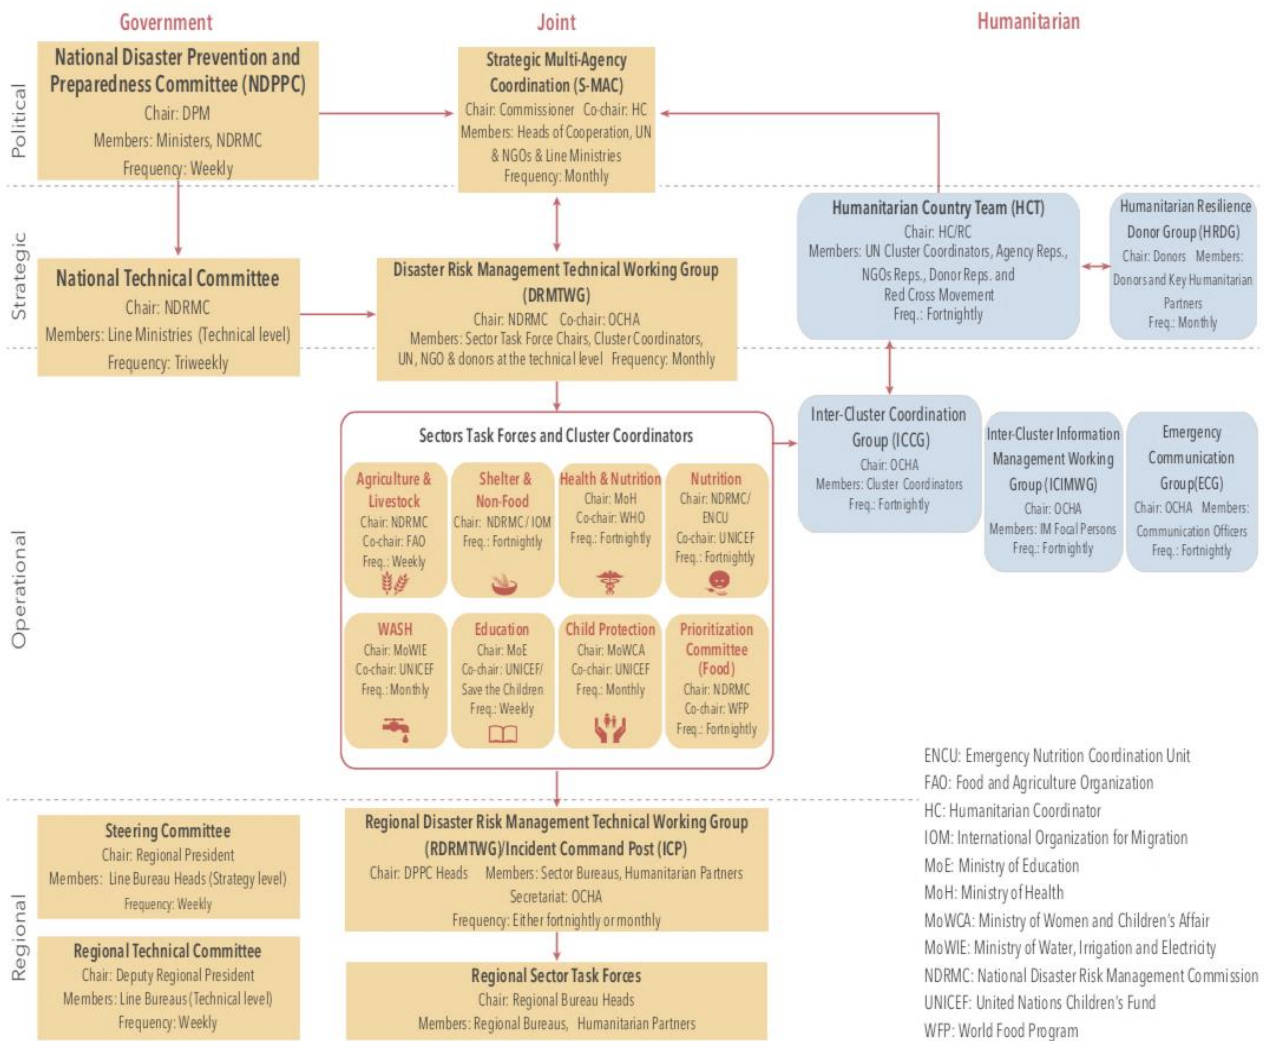 Government
Joint
Humanitarian
Political
National Disaster Prevention and
Preparedness Committee (NDPPC)
Chair: DPM
Members: Ministers, NDRMC
Frequency: Weekly
Strategic Multi-Agency
Coordination (S-MAC)
Chair: Commissioner Co-chair: HC
Members: Heads of Cooperation, UN
& NGOs & Line Ministries
Frequency: Monthly
Strategic
National Technical Committee
Chair: NDRMC
Members: Line Ministries (Technical level)
Frequency: Triweekly
Disaster Risk Management Technical Working Group
(DRMTWG)
Chair: NDRMC Co-chair: OCHA
Members: Sector Task Force Chairs, Cluster Coordinators,
UN, NGO & donors at the technical level Frequency: Monthly
Humanitarian Country Team (HCT)
Chair: HC/RC
Members: UN Cluster Coordinators, Agency Reps.,
NGOs Reps., Donor Reps. and
Red Cross Movement
Freq.: Fortnightly
Humanitarian Resilience
Donor Group (HRDG)
Chair: Donors Members:
Donors and Key Humanitarian
Partners
Freq.: Monthly
Operational
Sectors Task Forces and Cluster Coordinators
Agriculture &
Livestock
Chair: NDRMC
Co-chair: FAO
Freq.: Weekly
Shelter &
Non-Food
Chair: NDRMC/IOM
Freq.: Fortnightly
Health & Nutrition
Chair: MoH
Co-chair: WHO
Freq.: Fortnightly
Nutrition
Chair: NDRMC/
ENCU
Co-chair: UNICEF
Freq.: Fortnightly
WASH
Chair: MoWIE
Co-chair: UNICEF
Freq.: Monthly
Education
Chair: MoE
Co-chair: UNICEF/
Save the Children
Freq.: Weekly
Child Protection
Chair: MoWCA
Co-chair: UNICEF
Freq.: Monthly
Prioritization
Committee
(Food)
Chair: NDRMC
Co-chair: WFP
Freq.: Fortnightly
Inter-Cluster Coordination
Group (ICCG)
Chair: OCHA
Members: Cluster Coordinators
Freq.: Fortnightly
Inter-Cluster Information
Management Working
Group (ICIMWG)
Chair: OCHA
Members: IM Focal Persons
Freq.: Fortnightly
Emergency
Communication
Group(ECG)
Chair: OCHA Members:
Communication Officers
Freq.: Fortnightly
Regional
Steering Committee
Chair: Regional President
Members: Line Bureau Heads (Strategy level)
Frequency: Weekly
Regional Technical Committee
Chair: Deputy Regional President
Members: Line Bureaus (Technical level)
Frequency: Weekly
Regional Disaster Risk Management Technical Working Group
(RDRMTWG)/Incident Command Post (ICP)
Chair: DPPC Heads Members: Sector Bureaus, Humanitarian Partners
Secretariat: OCHA
Frequency: Either fortnightly or monthly
Regional Sector Task Forces
Chair: Regional Bureau Heads
Members: Regional Bureaus, Humanitarian Partners
ENCU: Emergency Nutrition Coordination Unit
FAO: Food and Agriculture Organization
HC: Humanitarian Coordinator
IOM: International Organization for Migration
MoE: Ministry of Education
MoH: Ministry of Health
MoWCA: Ministry of Women and Children's Affair
MoWIE: Ministry of Water, Irrigation and Electricity
NDRMC: National Disaster Risk Management Commission
UNICEF: United Nations Children's Fund
WFP: World Food Program